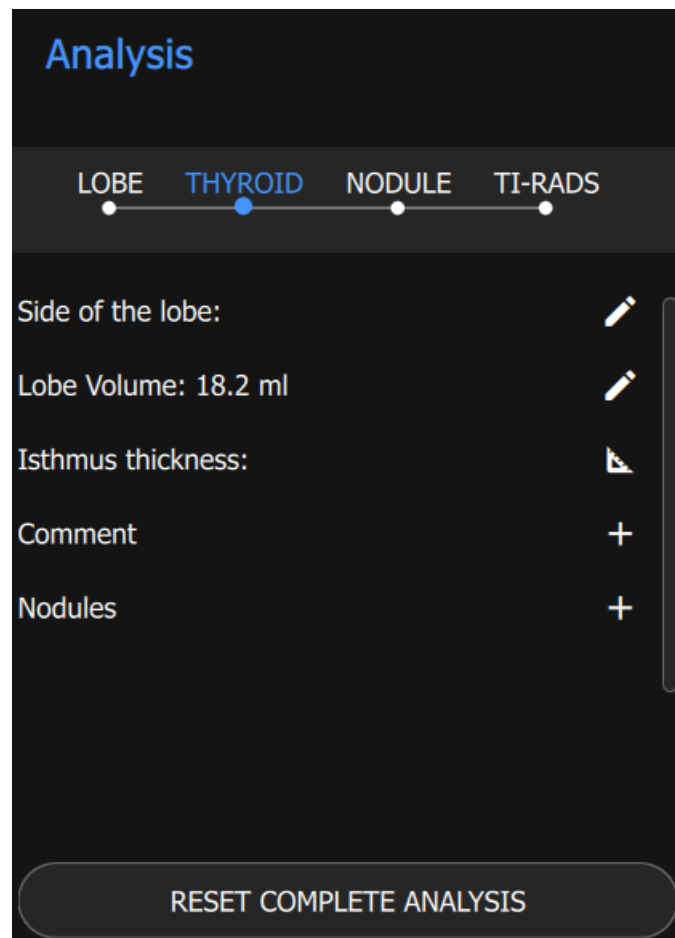 Analysis
LOBE THYROID NODULE TI-RADS
Side of the lobe:
Lobe Volume: 18.2 ml
Isthmus thickness:
Comment
Nodules
RESET COMPLETE ANALYSIS